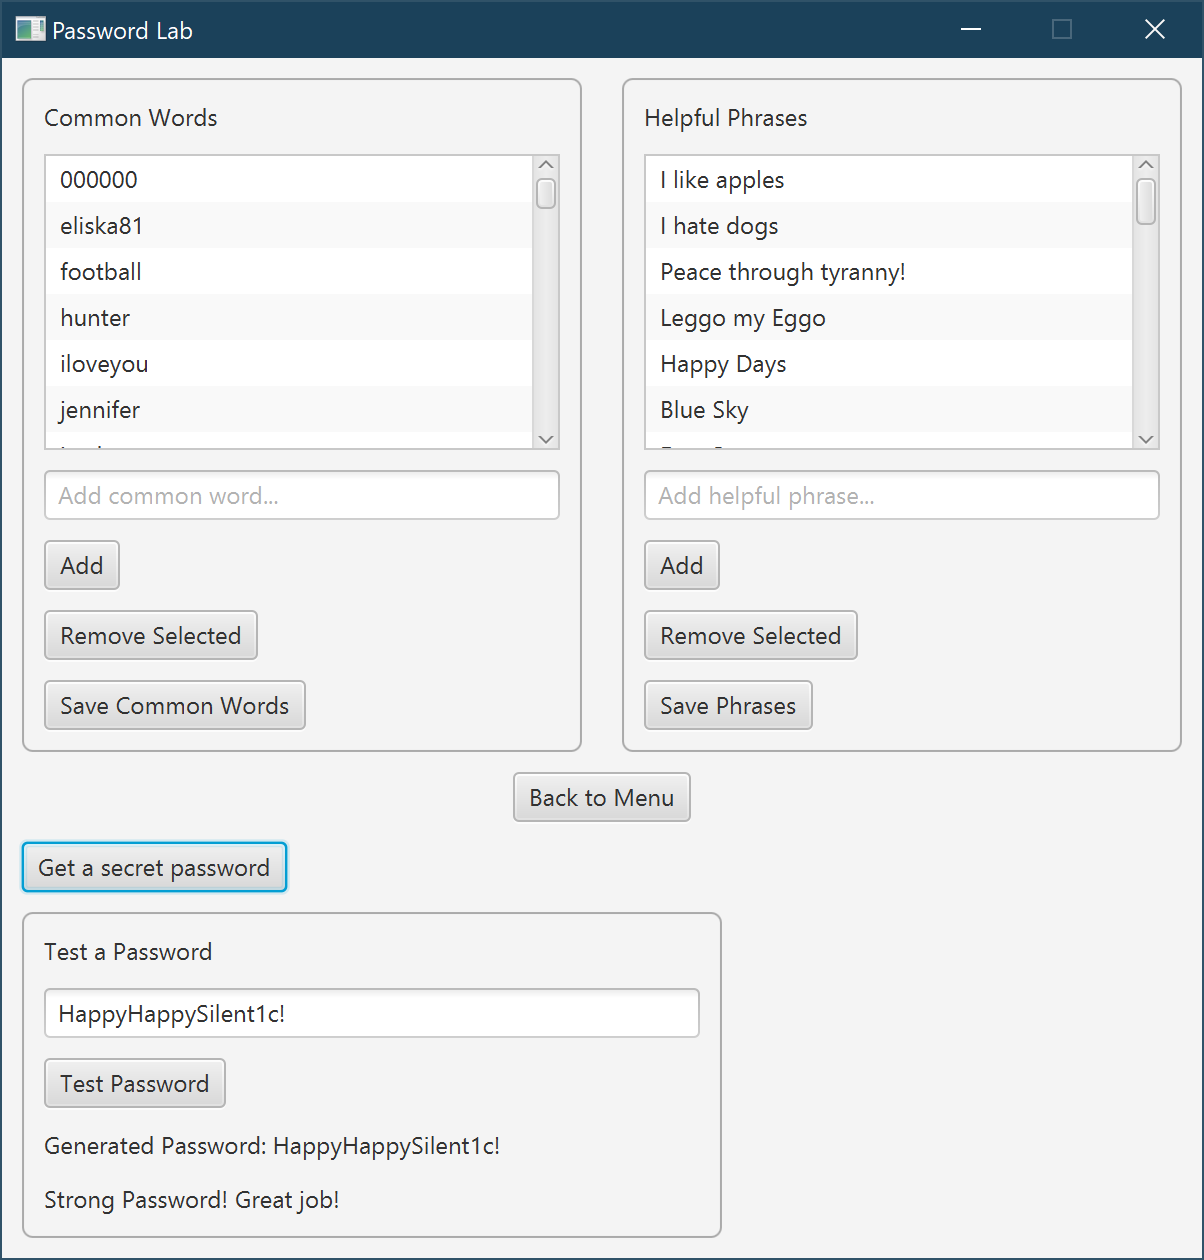 Password Lab
Common Words
000000
eliska81
football
hunter
iloveyou
jennifer
Add common word...
Add
Remove Selected
Save Common Words
Helpful Phrases
I like apples
I hate dogs
Peace through tyranny!
Leggo my Eggo
Happy Days
Blue Sky
Add helpful phrase...
Add
Remove Selected
Save Phrases
Back to Menu
Get a secret password
Test a Password
HappyHappySilent1c!
Test Password
Generated Password: HappyHappySilent1c!
Strong Password! Great job!